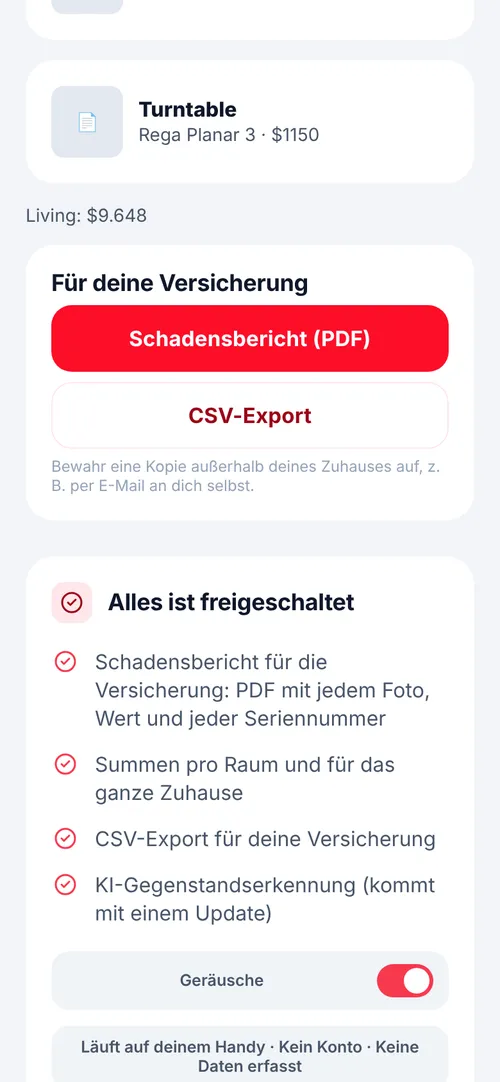 Turntable
Rega Planar 3 · $1150
Living: $9.648
Für deine Versicherung
Schadensbericht (PDF)
CSV-Export
Bewahr eine Kopie außerhalb deines Zuhauses auf, z.
B. per E-Mail an dich selbst.
Alles ist freigeschaltet
Schadensbericht für die
Versicherung: PDF mit jedem Foto,
Wert und jeder Seriennummer
Summen pro Raum und für das
ganze Zuhause
CSV-Export für deine Versicherung
KI-Gegenstandserkennung (kommt
mit einem Update)
Geräusche
Läuft auf deinem Handy · Kein Konto · Keine
Daten erfasst